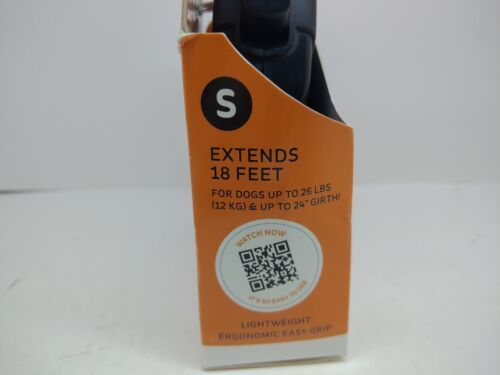 S
EXTENDS
18 FEET
FOR DOGS UP TO 26 LBS
(12 KG) & UP TO 24" GIRTH!
WATCH NOW
IT'S SO EASY TO USE
LIGHTWEIGHT
ERGONOMIC EASY GRIP